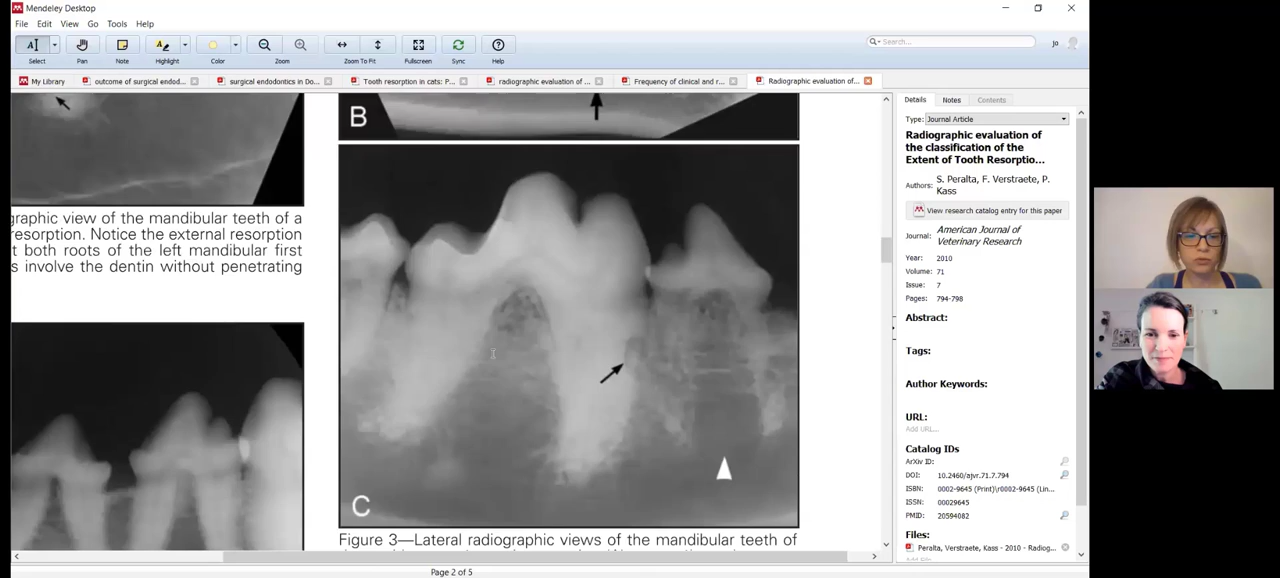 Mendeley Desktop
File Edit View Go Tools Help
Search...
jo
Select Pan Note Highlight Color Zoom Zoom To Fit Fullscreen Sync Help
My Library
outcome of surgical endod...
surgical endodontics in Do...
Tooth resorption in cats: P...
radiographic evaluation of ...
Frequency of clinical and r...
Radiographic evaluation of...
B
graphic view of the mandibular teeth of a
resorption. Notice the external resorption
t both roots of the left mandibular first
s involve the dentin without penetrating
C
Figure 3—Lateral radiographic views of the mandibular teeth of
Page 2 of 5
Details Notes Contents
Type: Journal Article
Radiographic evaluation of
the classification of the
Extent of Tooth Resorptio...
Authors: S. Peralta, F. Verstraete, P.
Kass
View research catalog entry for this paper
Journal: American Journal of
Veterinary Research
Year: 2010
Volume: 71
Issue: 7
Pages: 794-798
Abstract:
Tags:
Author Keywords:
URL:
Add URL...
Catalog IDs
ArXiv ID:
DOI: 10.2460/ajvr.71.7.794
ISBN: 0002-9645 (Print)\r0002-9645 (Lin...
ISSN: 00029645
PMID: 20594082
Files:
Peralta, Verstraete, Kass - 2010 - Radiog...